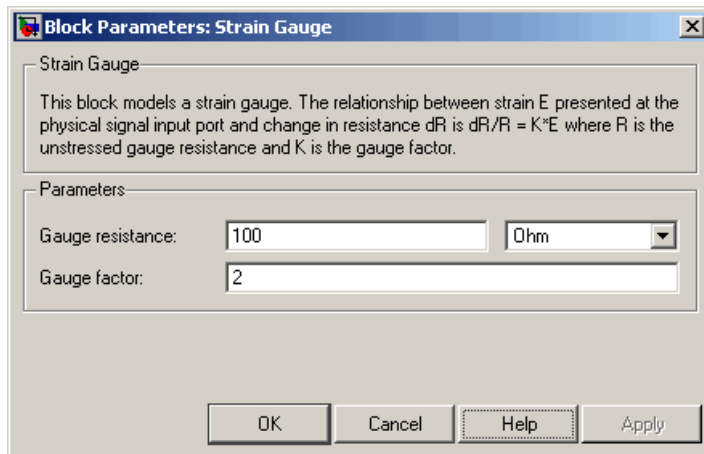 Block Parameters: Strain Gauge
Strain Gauge
This block models a strain gauge. The relationship between strain E presented at the
physical signal input port and change in resistance dR is dR/R = K*E where R is the
unstressed gauge resistance and K is the gauge factor.
Parameters
Gauge resistance: 100 Ohm
Gauge factor: 2
OK Cancel Help Apply